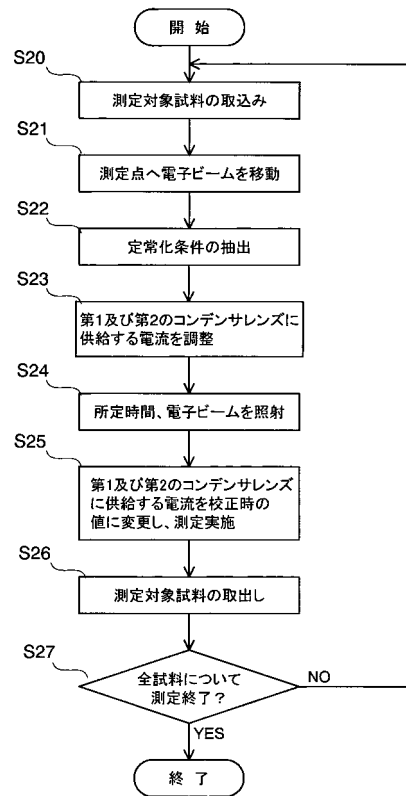 開始
S20
測定対象試料の取込み
S21
測定点へ電子ビームを移動
S22
定常化条件の抽出
S23
第1及び第2のコンデンサレンズに
供給する電流を調整
S24
所定時間、電子ビームを照射
S25
第1及び第2のコンデンサレンズ
に供給する電流を校正時の
値に変更し、測定実施
S26
測定対象試料の取出し
S27
全試料について
測定終了?
NO
YES
終了